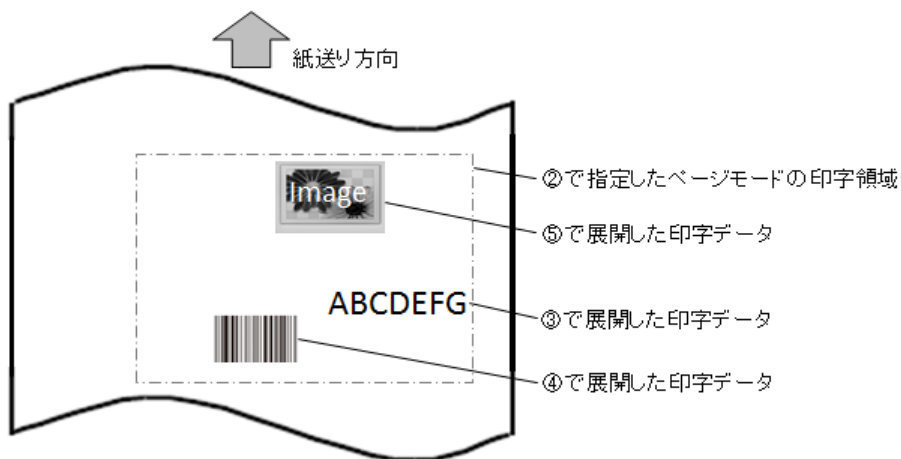 紙送り方向
Image
②で指定したページモードの印字領域
⑤で展開した印字データ
ABCDEFG
③で展開した印字データ
④で展開した印字データ